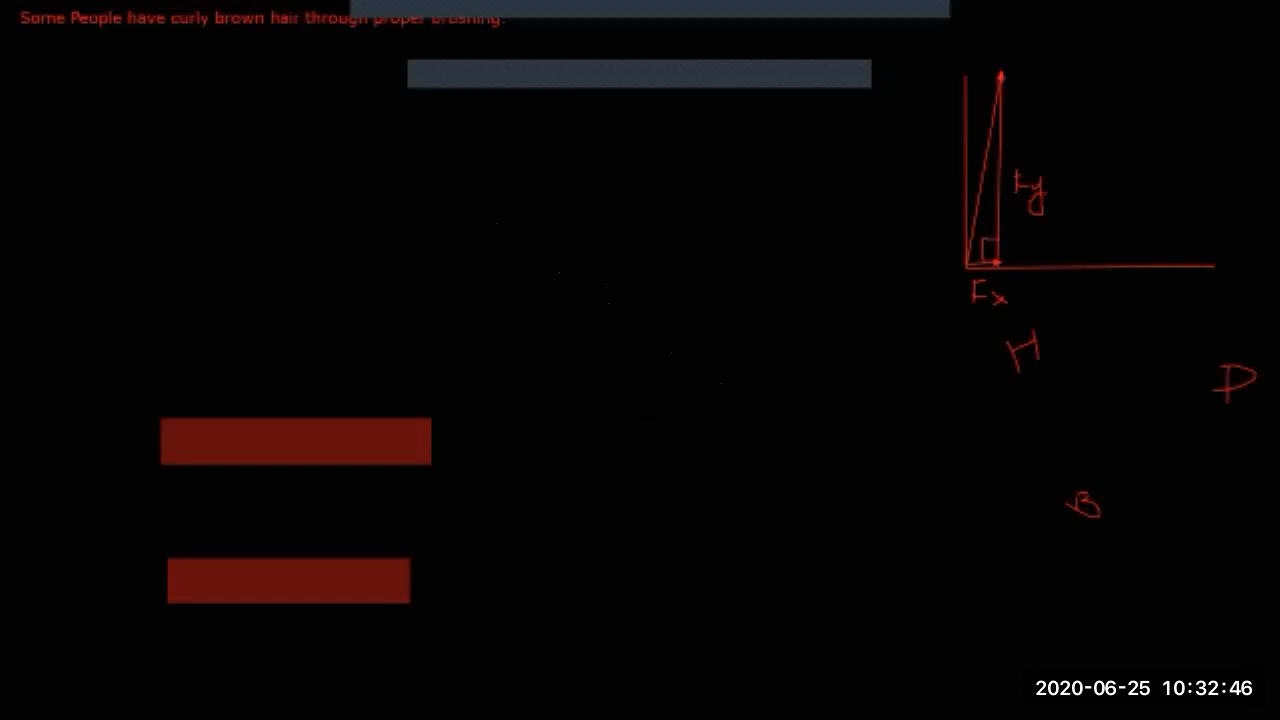 Some People have curly brown hair through proper brushing.
Fy
Fx
H
P
B
2020-06-25 10:32:46